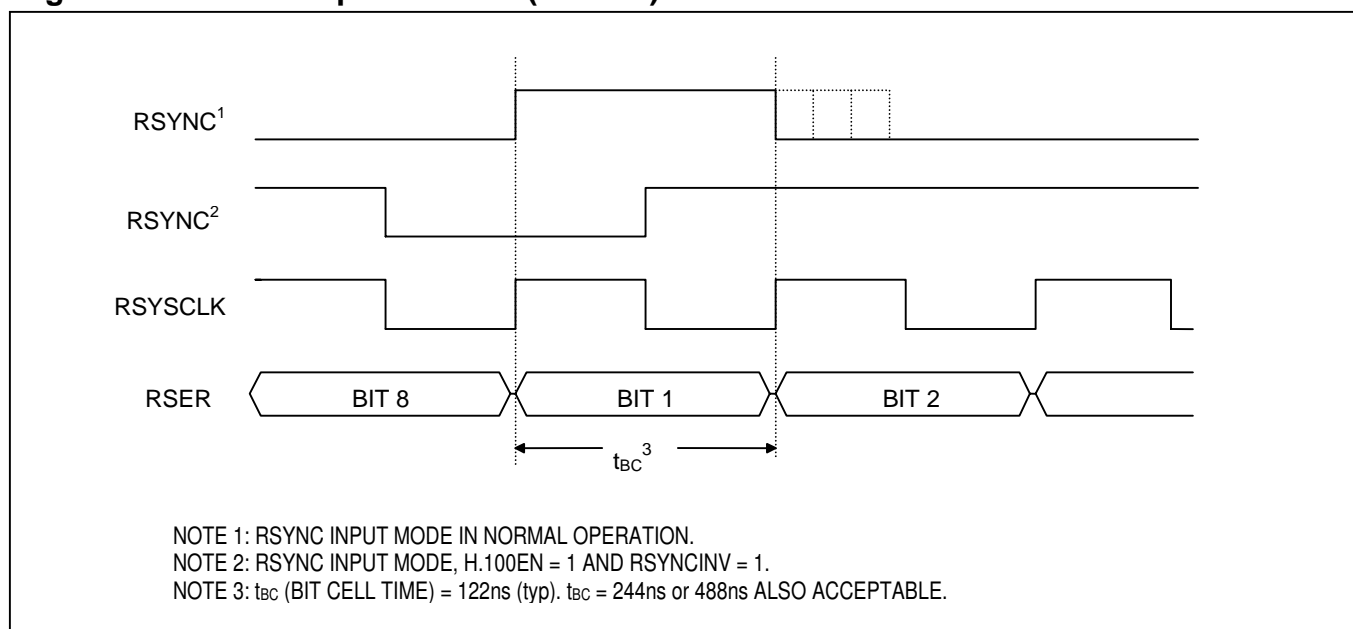 RSYNC1
RSYNC2
RSYSCLK
RSER
BIT 8
BIT 1
BIT 2
tBC3
NOTE 1: RSYNC INPUT MODE IN NORMAL OPERATION.
NOTE 2: RSYNC INPUT MODE, H.100EN = 1 AND RSYNCINV = 1.
NOTE 3: tBC (BIT CELL TIME) = 122ns (typ). tBC = 244ns or 488ns ALSO ACCEPTABLE.